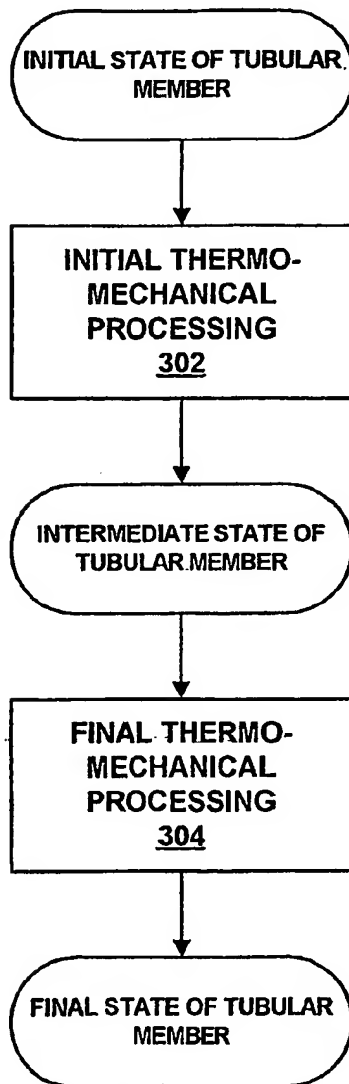 INITIAL STATE OF TUBULAR
MEMBER
INITIAL THERMO-
MECHANICAL
PROCESSING
302
INTERMEDIATE STATE OF
TUBULAR MEMBER
FINAL THERMO-
MECHANICAL
PROCESSING
304
FINAL STATE OF TUBULAR
MEMBER